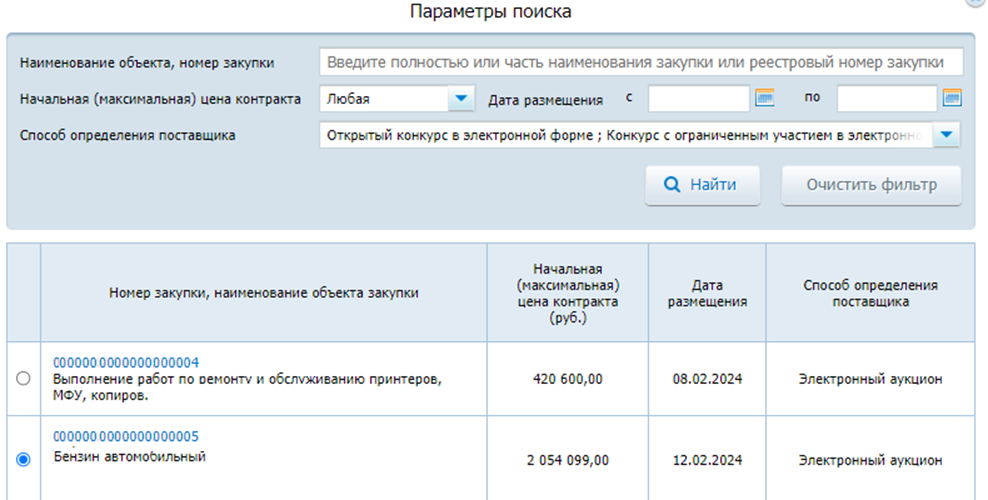 Параметры поиска
Наименование объекта, номер закупки
Введите полностью или часть наименования закупки или реестровый номер закупки
Начальная (максимальная) цена контракта
Любая
Дата размещения
с
по
Способ определения поставщика
Открытый конкурс в электронной форме ; Конкурс с ограниченным участием в электронно
Найти
Очистить фильтр
Номер закупки, наименование объекта закупки
Начальная
(максимальная)
цена контракта
(руб.)
Дата
размещения
Способ определения
поставщика
0000000000000000004
Выполнение работ по ремонту и обслуживанию принтеров,
МФУ, копиров.
420 600,00
08.02.2024
Электронный аукцион
0000000000000000005
Бензин автомобильный
2 054 099,00
12.02.2024
Электронный аукцион